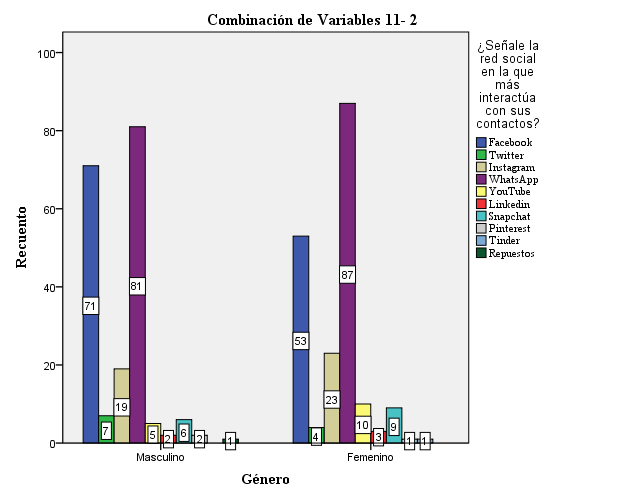 Combinación de Variables 11- 2
100
80
60
40
20
0
Recuento
71
7
19
81
5
2
6
2
1
53
4
23
87
10
3
9
1
1
Masculino
Femenino
Género
¿Señale la
red social
en la que
más
interactúa
con sus
contactos?
Facebook
Twitter
Instagram
WhatsApp
YouTube
Linkedin
Snapchat
Pinterest
Tinder
Repuestos